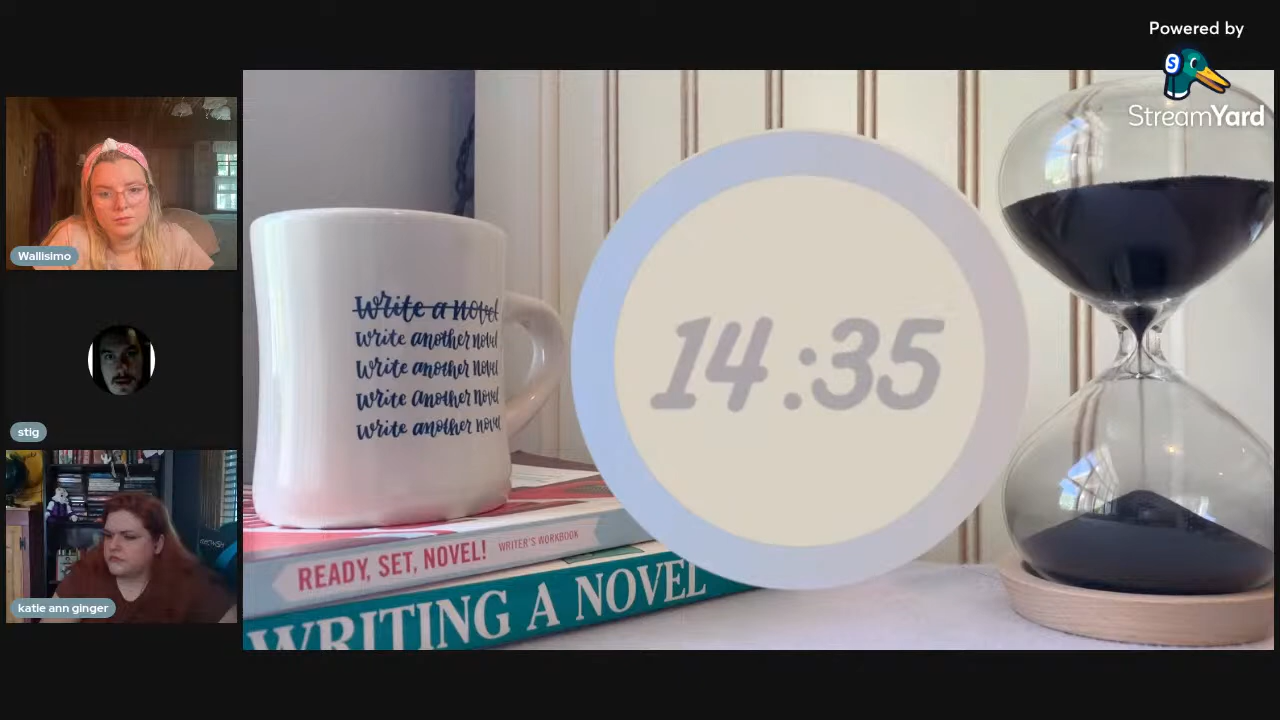 Powered by
StreamYard
Wallisimo
stig
katie ann ginger
Write a novel
write another novel
write another novel
write another novel
write another novel
14:35
READY, SET, NOVEL! WRITER'S WORKBOOK
WRITING A NOVEL